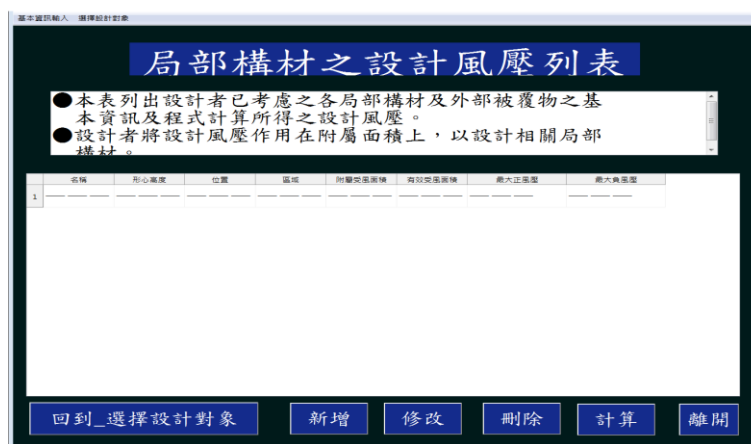 基本資訊輸入 選擇設計對象
局部構材之設計風壓列表
●本表列出設計者已考慮之各局部構材及外部被覆物之基
本資訊及程式計算所得之設計風壓。
●設計者將設計風壓作用在附屬面積上，以設計相關局部
構材。
名稱 形心高度 位置 區域 附屬受風面積 有效受風面積 最大正風壓 最大負風壓
1 — — — — — — — — — — — — — — — — — — — — — — — —
回到_選擇設計對象 新增 修改 刪除 計算 離開